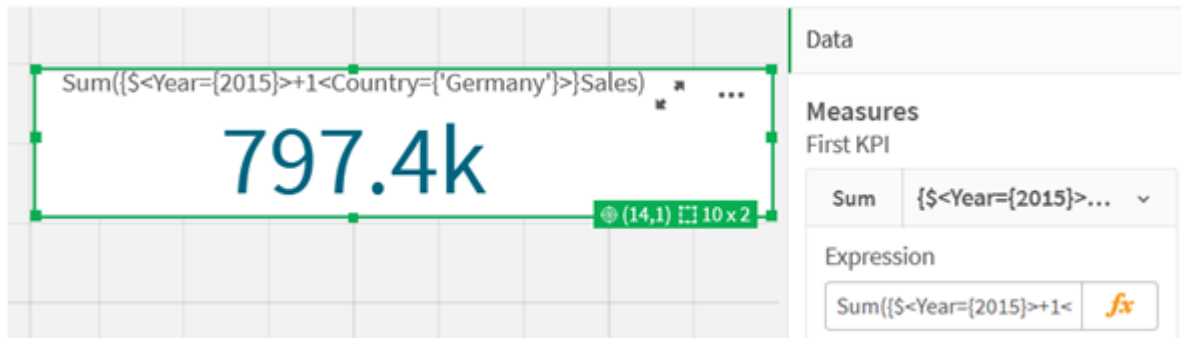 Sum({$<Year={2015}>+1<Country={'Germany'}>}Sales)
797.4k
(14,1) 10 x 2
Data
Measures
First KPI
Sum {$<Year={2015}>...
Expression
Sum({$<Year={2015}>+1< fx